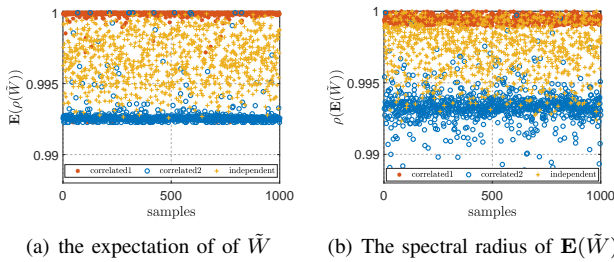 1
0.995
0.99
E(ρ(W̃))
0 500 1000
samples
correlated1 correlated2 independent
1
0.995
0.99
ρ(E(W̃))
0 500 1000
samples
correlated1 correlated2 independent
(a) the expectation of of W̃
(b) The spectral radius of E(W̃)